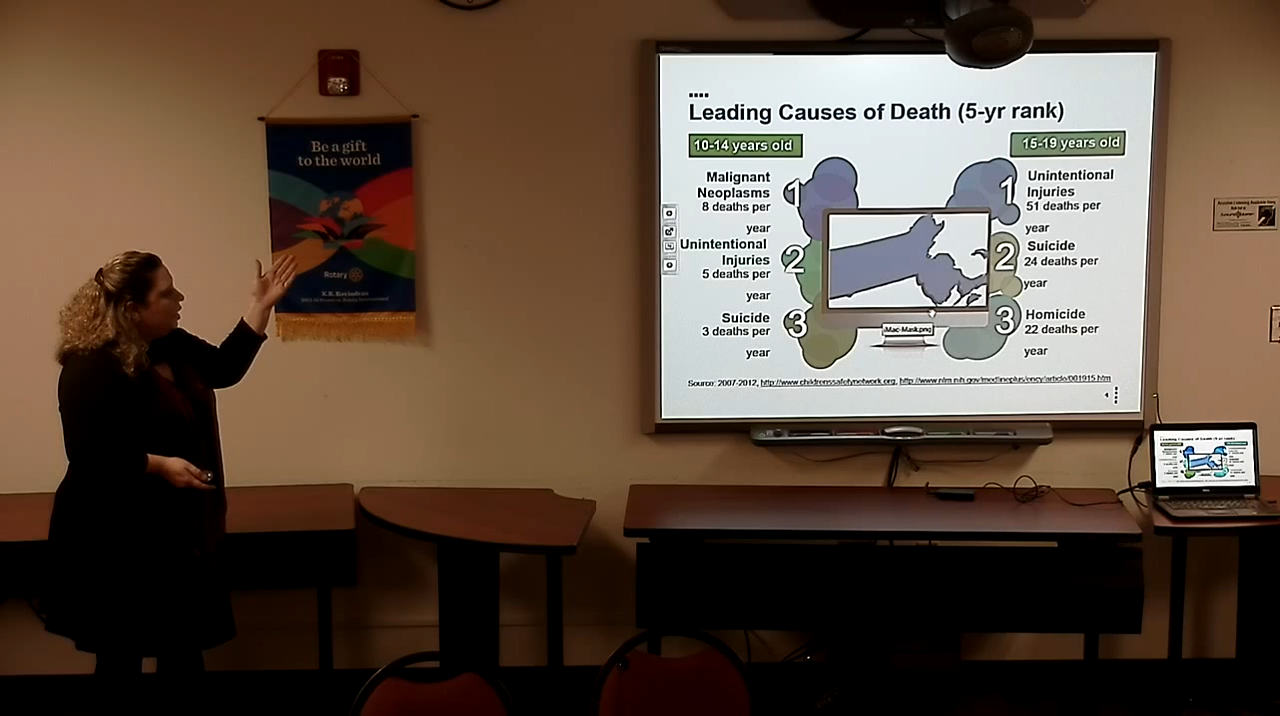 Be a gift
to the world
Rotary
K.R. Ravindran
Leading Causes of Death (5-yr rank)
10-14 years old
Malignant
Neoplasms
8 deaths per
year
1
Unintentional
Injuries
5 deaths per
year
2
Suicide
3 deaths per
year
3
iMac-Mask.png
15-19 years old
1
Unintentional
Injuries
51 deaths per
year
2
Suicide
24 deaths per
year
3
Homicide
22 deaths per
year
Source: 2007-2012, http://www.childrenssafetynetwork.org, http://www.nlm.nih.gov/medlineplus/ency/article/001915.htm
4
Leading Causes of Death (5-yr rank)